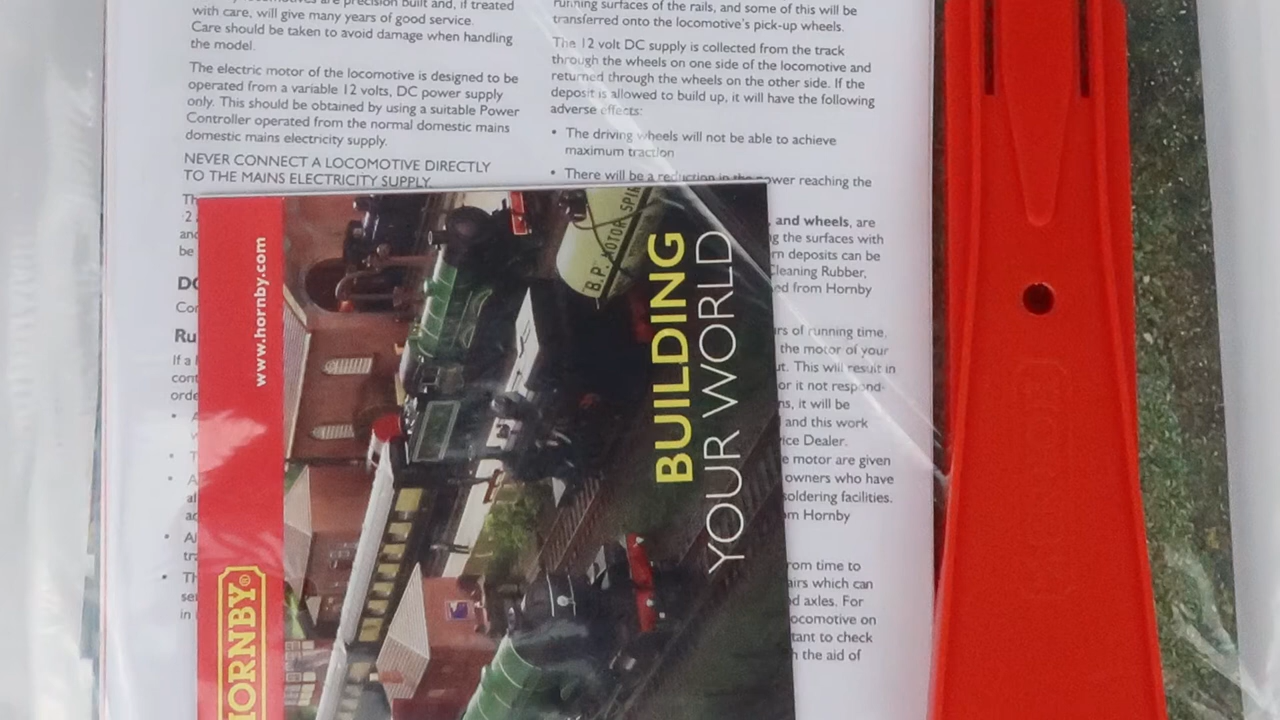 locomotives are precision built and, if treated
with care, will give many years of good service.
Care should be taken to avoid damage when handling
the model.
The electric motor of the locomotive is designed to be
operated from a variable 12 volts, DC power supply
only. This should be obtained by using a suitable Power
Controller operated from the normal domestic mains
domestic mains electricity supply.
NEVER CONNECT A LOCOMOTIVE DIRECTLY
TO THE MAINS ELECTRICITY SUPPLY.
be
If a
in
running surfaces of the rails, and some of this will be
transferred onto the locomotive's pick-up wheels.
The 12 volt DC supply is collected from the track
through the wheels on one side of the locomotive and
returned through the wheels on the other side. If the
deposit is allowed to build up, it will have the following
adverse effects:
• The driving wheels will not be able to achieve
maximum traction
• There will be a reduction in the power reaching the
and wheels, are
the surfaces with
deposits can be
Cleaning Rubber,
from Hornby
of running time.
the motor of your
This will result in
or it not respond-
it will be
and this work
Dealer.
motor are given
owners who have
soldering facilities.
Hornby
from time to
which can
axles. For
locomotive on
to check
the aid of
www.hornby.com
HORNBY®
B.P. MOTOR SPIRIT
BUILDING
YOUR WORLD